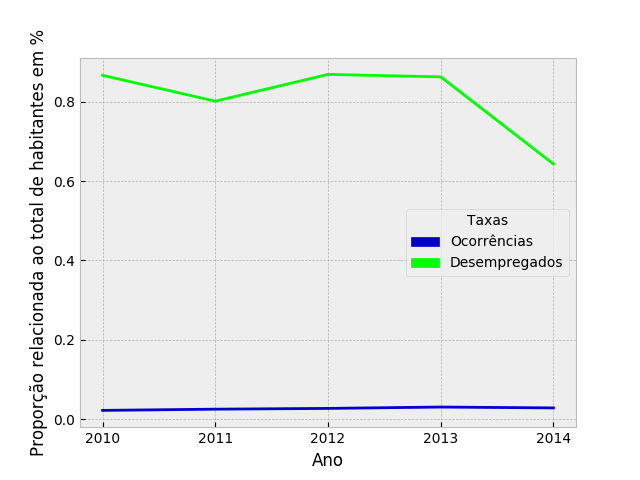 Proporção relacionada ao total de habitantes em %
0.8
0.6
0.4
0.2
0.0
Taxas
Ocorrências
Desempregados
2010 2011 2012 2013 2014
Ano